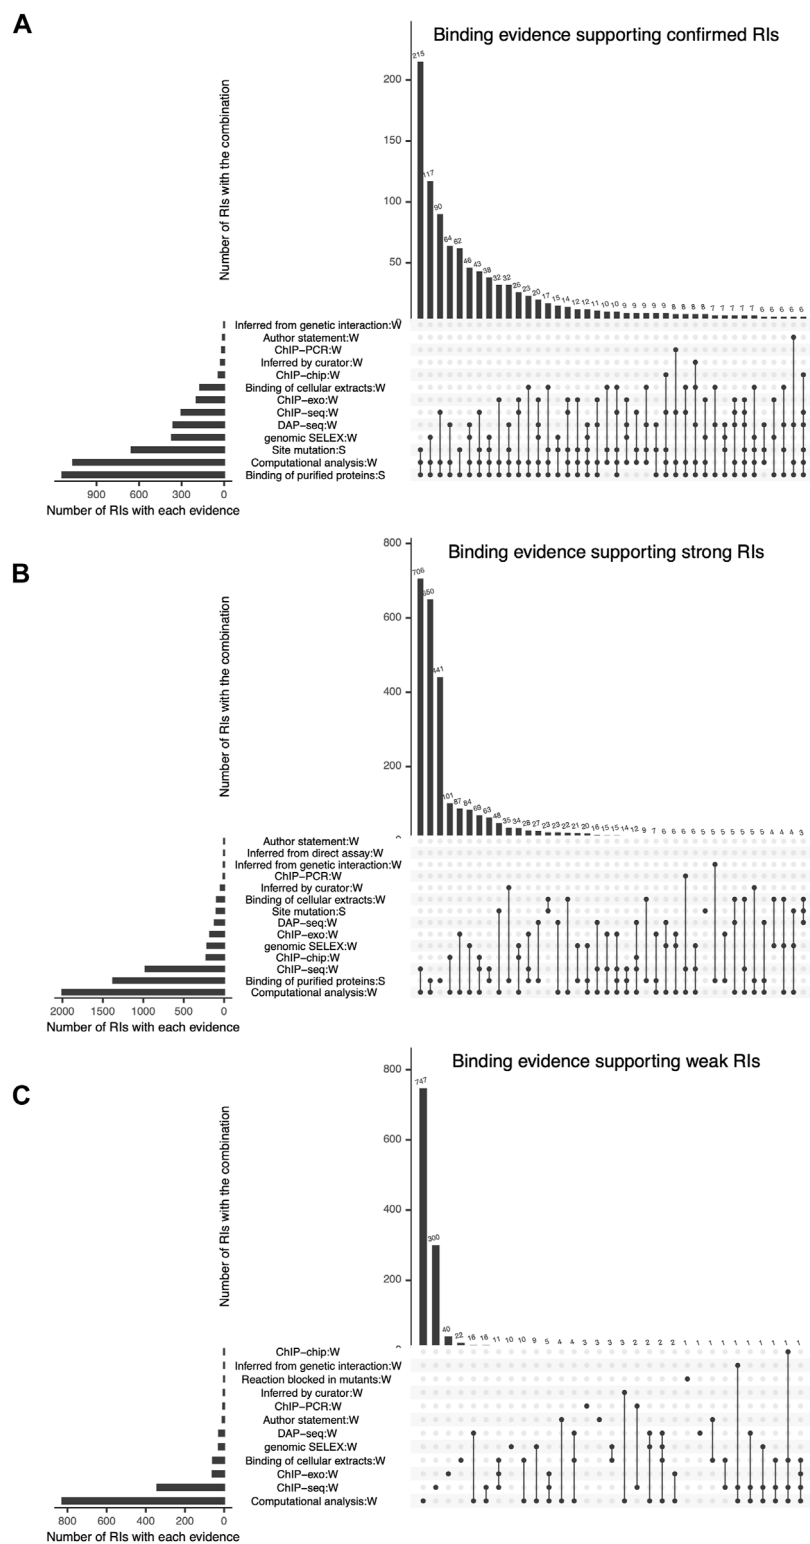 A
Binding evidence supporting confirmed RIs
Number of RIs with the combination
200
150
100
50
0
215 117 90 64 62 46 43 38 32 32 26 23 20 17 15 14 12 12 11 10 10 9 9 9 9 9 8 8 8 8 7 7 7 7 7 6 6 6 6 6
Inferred from genetic interaction:W
Author statement:W
ChIP−PCR:W
Inferred by curator:W
ChIP−chip:W
Binding of cellular extracts:W
ChIP−exo:W
ChIP−seq:W
DAP−seq:W
genomic SELEX:W
Site mutation:S
Computational analysis:W
Binding of purified proteins:S
900 600 300 0
Number of RIs with each evidence
B
Binding evidence supporting strong RIs
Number of RIs with the combination
800
600
400
200
0
706 650 441 101 87 84 69 63 48 35 34 28 27 23 23 22 21 20 16 15 15 14 12 9 7 6 6 6 6 5 5 5 5 5 5 5 4 4 4 3
Author statement:W
Inferred from direct assay:W
Inferred from genetic interaction:W
ChIP−PCR:W
Inferred by curator:W
Binding of cellular extracts:W
Site mutation:S
DAP−seq:W
ChIP−exo:W
genomic SELEX:W
ChIP−chip:W
ChIP−seq:W
Binding of purified proteins:S
Computational analysis:W
2000 1500 1000 500 0
Number of RIs with each evidence
C
Binding evidence supporting weak RIs
Number of RIs with the combination
800
600
400
200
0
747 300 40 22 16 16 11 10 10 9 5 4 4 3 3 3 3 2 2 2 2 1 1 1 1 1 1 1 1 1 1
ChIP−chip:W
Inferred from genetic interaction:W
Reaction blocked in mutants:W
Inferred by curator:W
ChIP−PCR:W
Author statement:W
DAP−seq:W
genomic SELEX:W
Binding of cellular extracts:W
ChIP−exo:W
ChIP−seq:W
Computational analysis:W
800 600 400 200 0
Number of RIs with each evidence